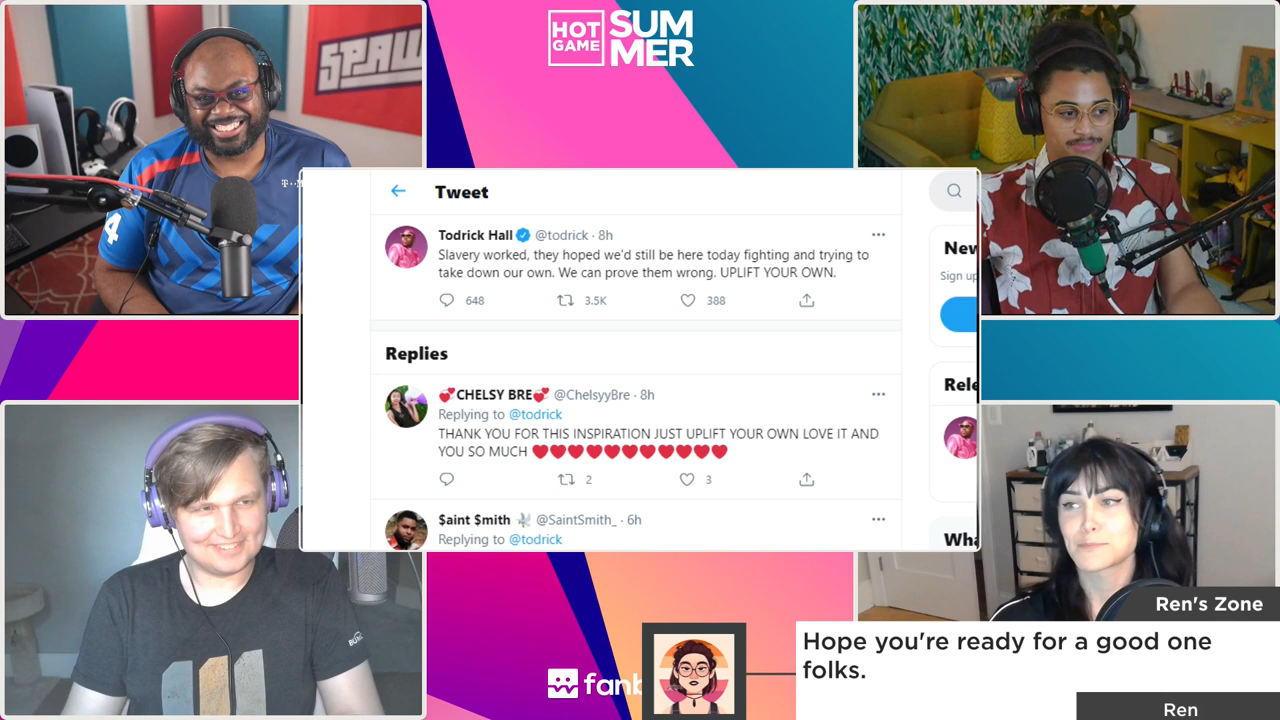 HOT
GAME
SUM
MER
SPAW
T
4
Tweet
Todrick Hall @todrick · 8h
Slavery worked, they hoped we'd still be here today fighting and trying to
take down our own. We can prove them wrong. UPLIFT YOUR OWN.
648 3.5K 388
New
Sign up
Replies
💕CHELSY BRE💕 @ChelsyyBre · 8h
Replying to @todrick
THANK YOU FOR THIS INSPIRATION JUST UPLIFT YOUR OWN LOVE IT AND
YOU SO MUCH ❤❤❤❤❤❤❤❤❤❤❤
2 3
Rele
$aint $mith 🕊 @SaintSmith_ · 6h
Replying to @todrick
Wha
Ren's Zone
Hope you're ready for a good one
folks.
Ren
fanb